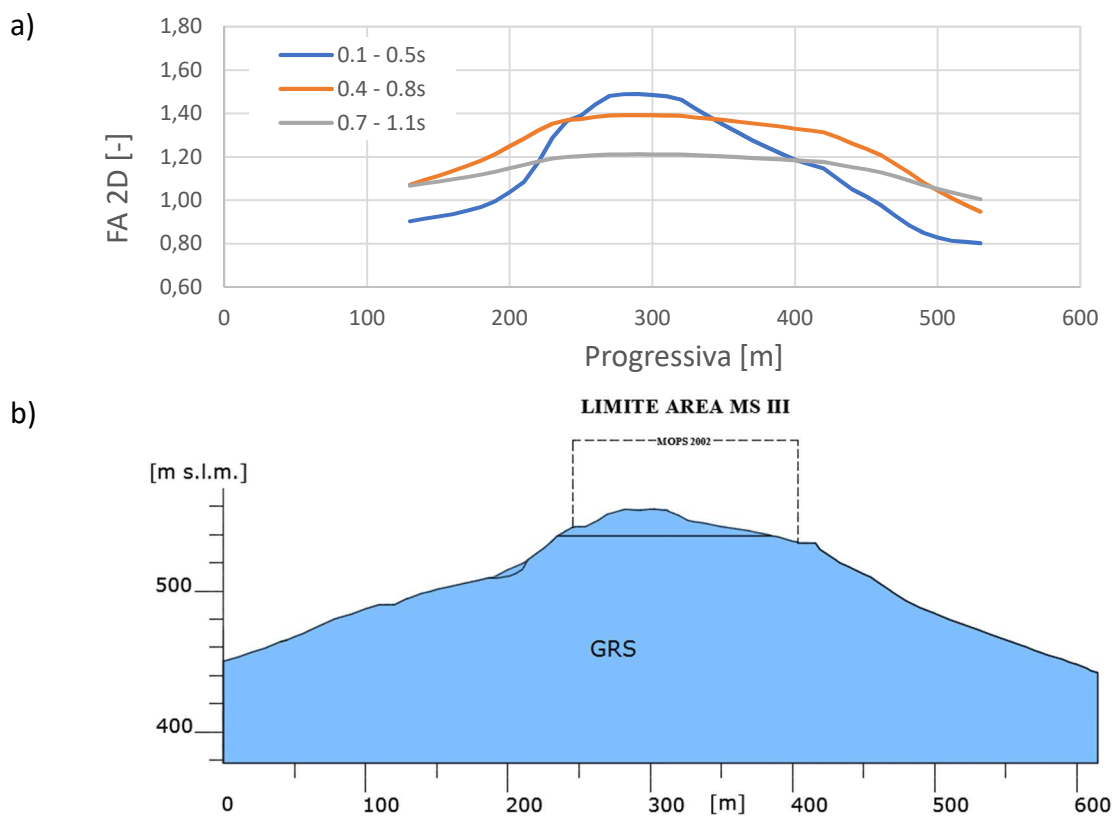 a)
FA 2D [-]
1,80
1,60
1,40
1,20
1,00
0,80
0,60
0.1 - 0.5s
0.4 - 0.8s
0.7 - 1.1s
0 100 200 300 400 500 600
Progressiva [m]
b)
LIMITE AREA MS III
MOPS 2002
[m s.l.m.]
500
400
GRS
0 100 200 300 [m] 400 500 600